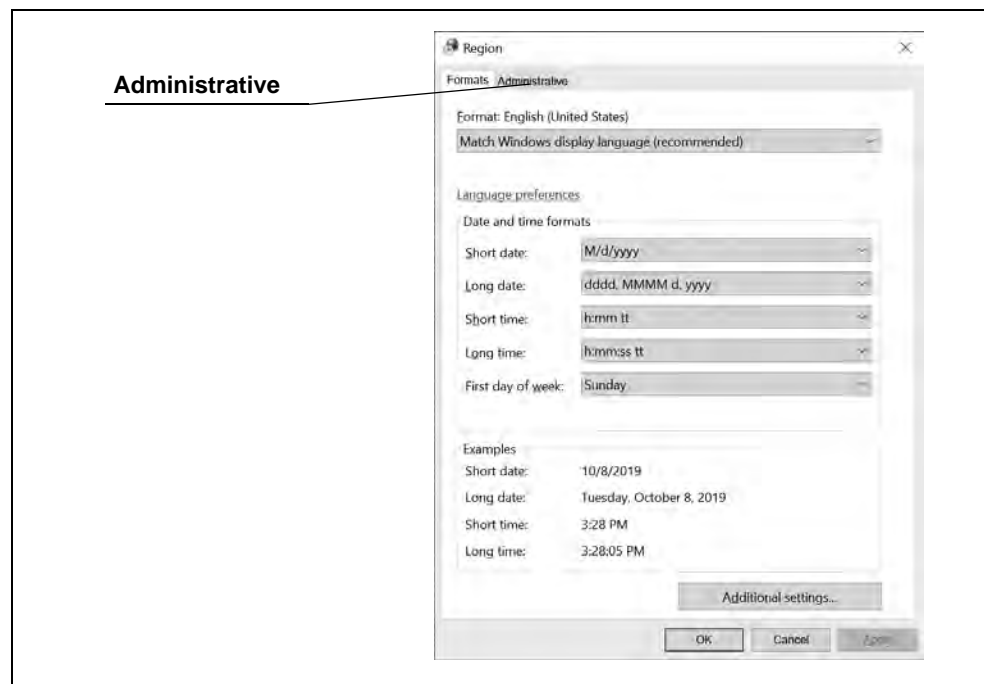 Administrative
Region
Formats Administrative
Format: English (United States)
Match Windows display language (recommended)
Language preferences
Date and time formats
Short date: M/d/yyyy
Long date: dddd, MMMM d, yyyy
Short time: h:mm tt
Long time: h:mm:ss tt
First day of week: Sunday
Examples
Short date: 10/8/2019
Long date: Tuesday, October 8, 2019
Short time: 3:28 PM
Long time: 3:28:05 PM
Additional settings...
OK Cancel Apply